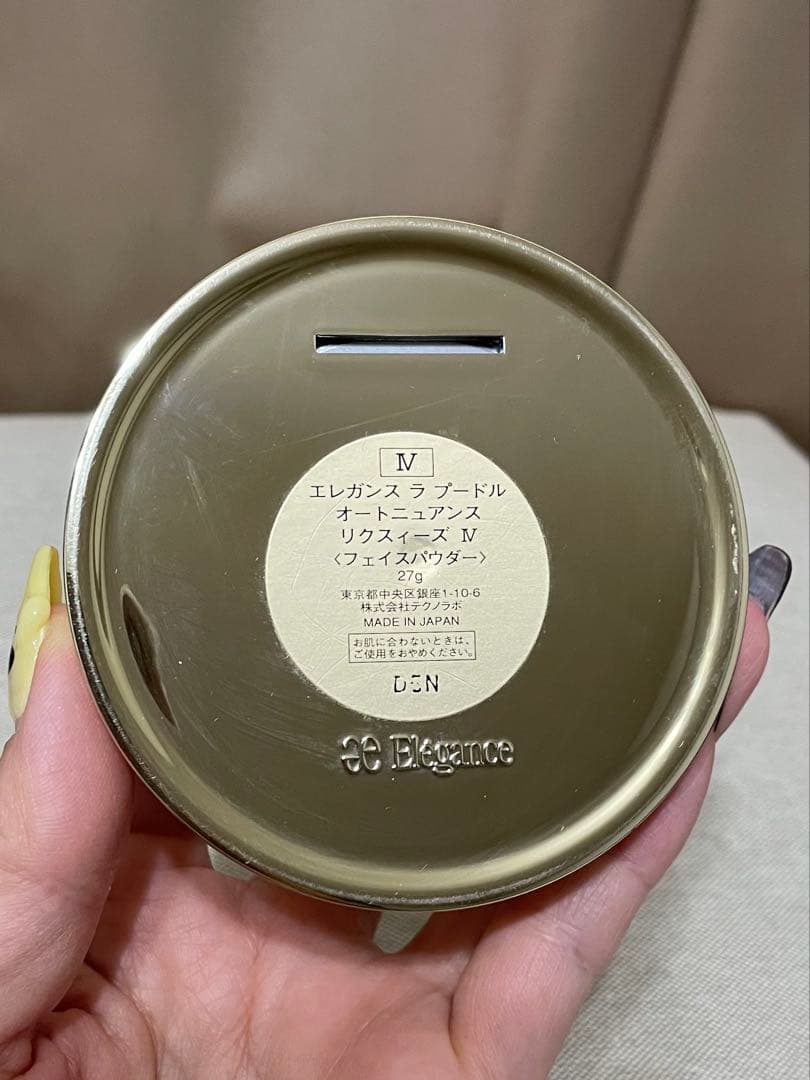 Ⅳ
エレガンス ラ プードル
オートニュアンス
リクスィーズ Ⅳ
〈フェイスパウダー〉
27g
東京都中央区銀座1-10-6
株式会社テクノラボ
MADE IN JAPAN
お肌に合わないときは、
ご使用をおやめください。
Elégance